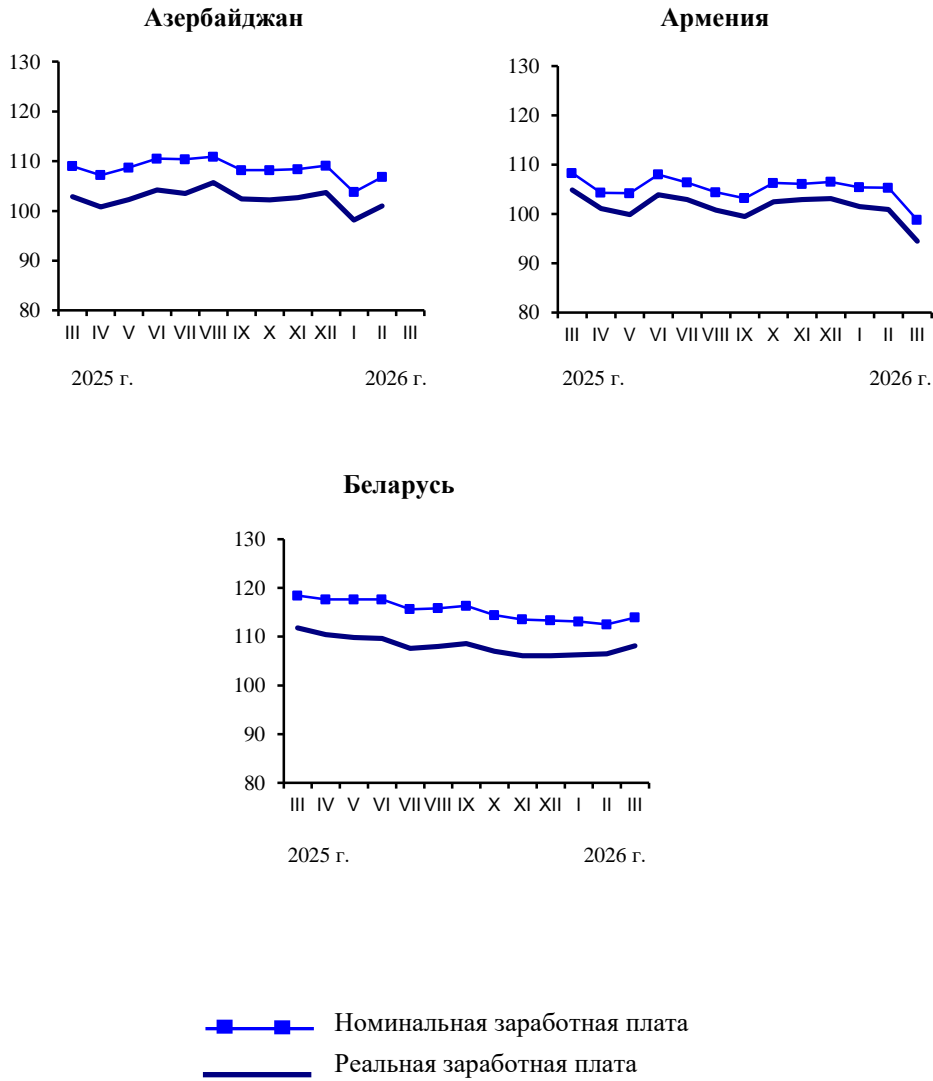 Азербайджан
130
120
110
100
90
80
III IV V VI VII VIII IX X XI XII I II III
2025 г. 2026 г.
Армения
130
120
110
100
90
80
III IV V VI VII VIII IX X XI XII I II III
2025 г. 2026 г.
Беларусь
130
120
110
100
90
80
III IV V VI VII VIII IX X XI XII I II III
2025 г. 2026 г.
Номинальная заработная плата
Реальная заработная плата